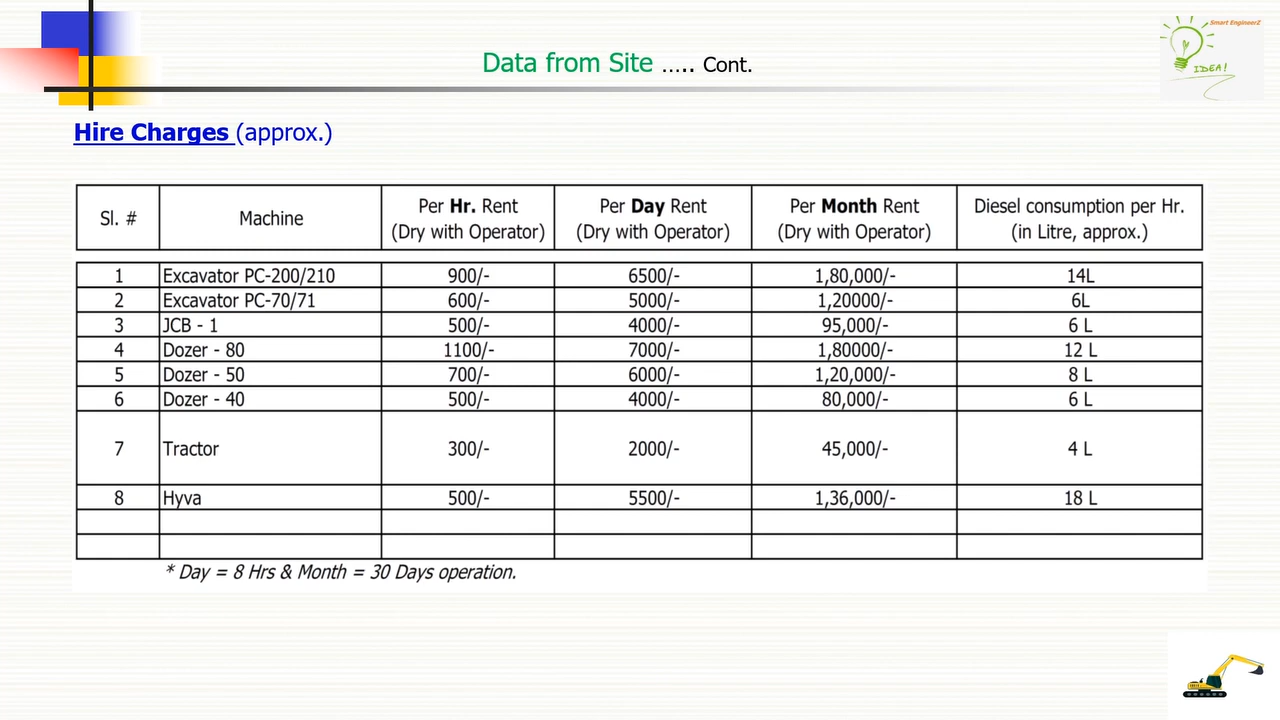 Smart EngineerZ
IDEA!
Data from Site ….. Cont.
Hire Charges (approx.)
Sl. # Machine Per Hr. Rent (Dry with Operator) Per Day Rent (Dry with Operator) Per Month Rent (Dry with Operator) Diesel consumption per Hr. (in Litre, approx.)
1 Excavator PC-200/210 900/- 6500/- 1,80,000/- 14L
2 Excavator PC-70/71 600/- 5000/- 1,20000/- 6L
3 JCB - 1 500/- 4000/- 95,000/- 6 L
4 Dozer - 80 1100/- 7000/- 1,80000/- 12 L
5 Dozer - 50 700/- 6000/- 1,20,000/- 8 L
6 Dozer - 40 500/- 4000/- 80,000/- 6 L
7 Tractor 300/- 2000/- 45,000/- 4 L
8 Hyva 500/- 5500/- 1,36,000/- 18 L
* Day = 8 Hrs & Month = 30 Days operation.